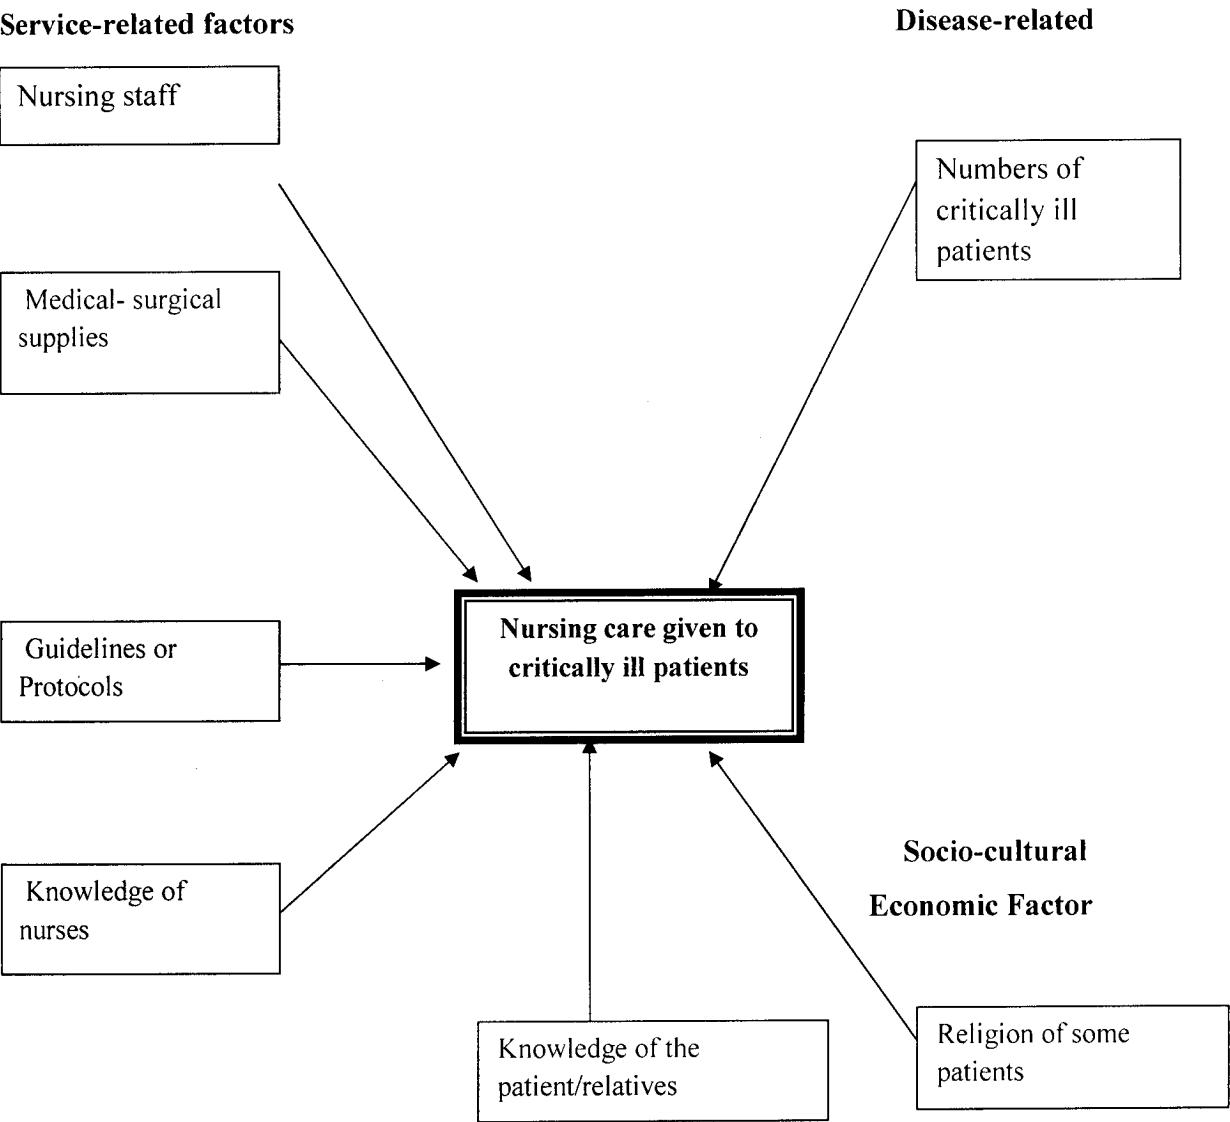 Service-related factors
Disease-related
Nursing staff
Numbers of
critically ill
patients
Medical- surgical
supplies
Nursing care given to
critically ill patients
Guidelines or
Protocols
Socio-cultural
Economic Factor
Knowledge of
nurses
Knowledge of the
patient/relatives
Religion of some
patients